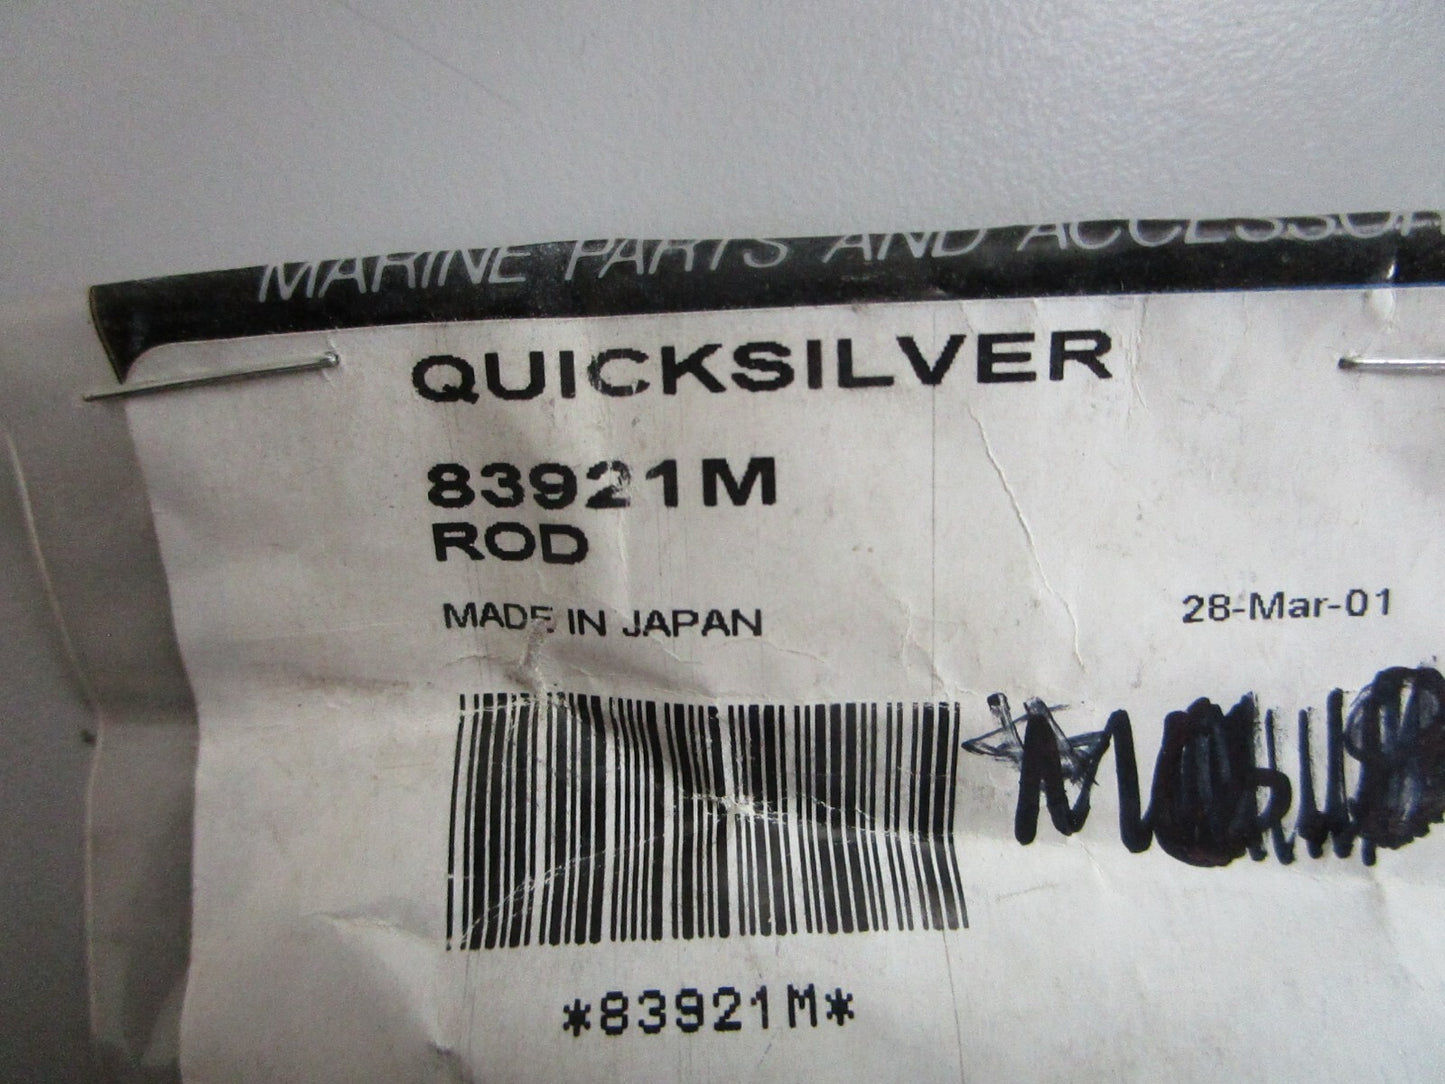 MARINE PARTS AND
QUICKSILVER
83921M
ROD
MADE IN JAPAN
28-Mar-01
*83921M*